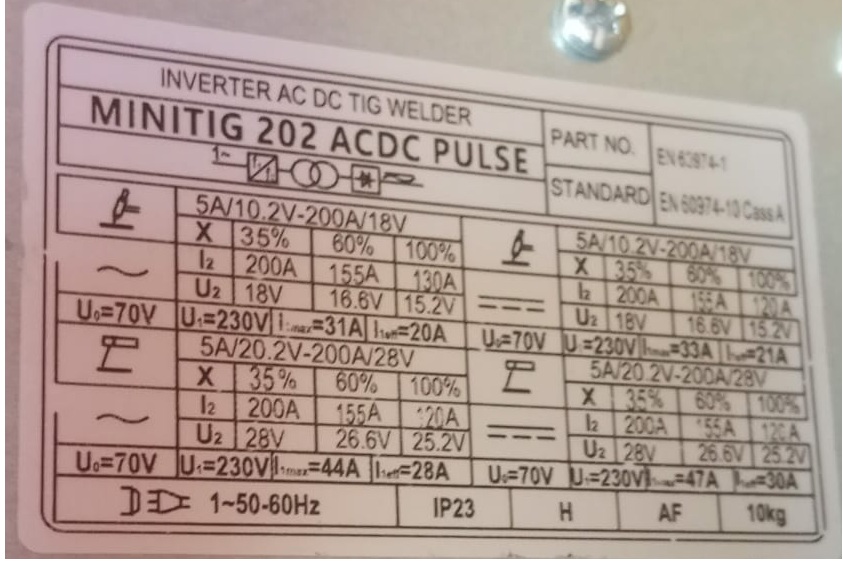 INVERTER AC DC TIG WELDER
MINITIG 202 ACDC PULSE
1~
PART NO.
EN 60974-1
STANDARD
EN 60974-10 Cass A
5A/10.2V-200A/18V
X 35% 60% 100%
I2 200A 155A 130A
U2 18V 16.6V 15.2V
U0=70V U1=230V I1max=31A I1eff=20A
5A/10.2V-200A/18V
X 35% 60% 100%
I2 200A 155A 120A
U2 18V 16.6V 15.2V
U0=70V U1=230V I1max=33A I1eff=21A
5A/20.2V-200A/28V
X 35% 60% 100%
I2 200A 155A 120A
U2 28V 26.6V 25.2V
U0=70V U1=230V I1max=44A I1eff=28A
5A/20.2V-200A/28V
X 35% 60% 100%
I2 200A 155A 120A
U2 28V 26.6V 25.2V
U0=70V U1=230V I1max=47A I1eff=30A
1~50-60Hz IP23 H AF 10kg